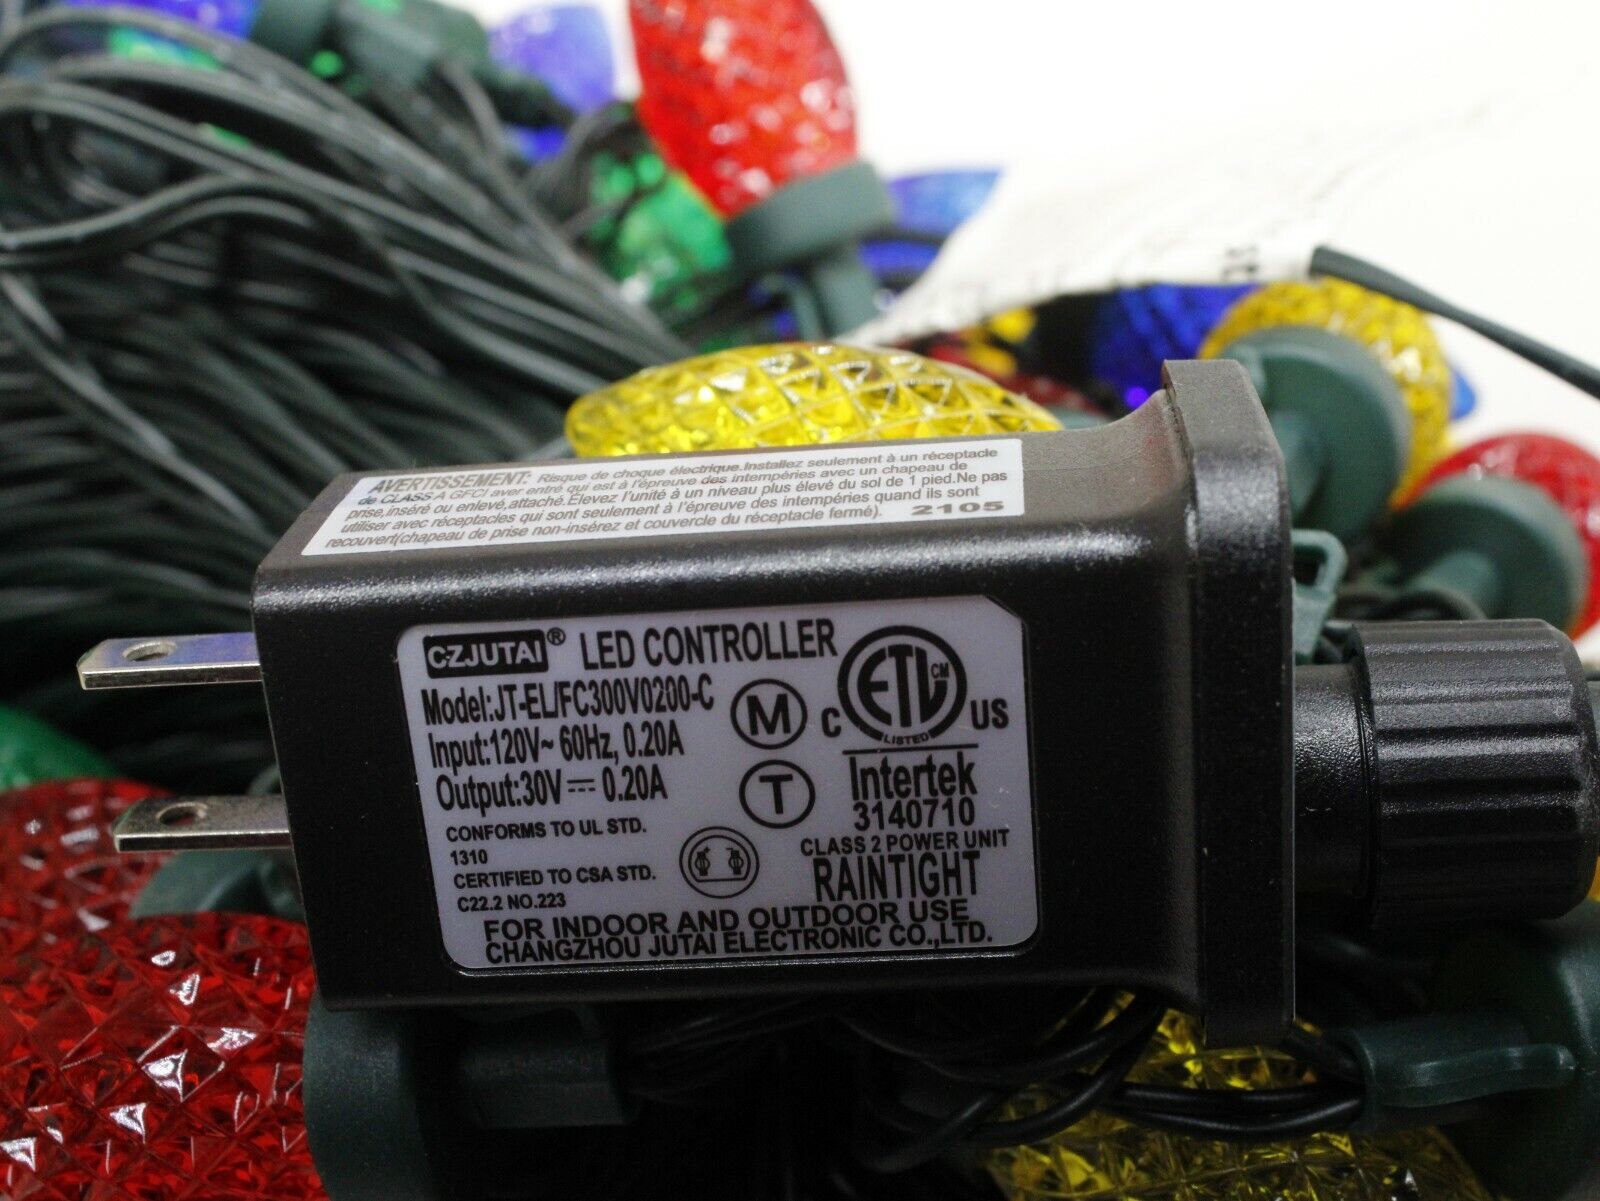 AVERTISSEMENT: Risque de choque électrique.Installez seulement à un réceptacle
de CLASS A GFCI aver entré qui est à l'épreuve des intempéries avec un chapeau de
prise,inséré ou enlevé,attaché.Elevez l'unité à un niveau plus élevé du sol de 1 pied.Ne pas
utiliser avec réceptacles qui sont seulement à l'épreuve des intempéries quand ils sont
recouvert(chapeau de prise non-insérez et couvercle du réceptacle fermé). 2105
CZJUTAI® LED CONTROLLER
Model:JT-EL/FC300V0200-C
Input:120V~ 60Hz, 0.20A
Output:30V⎓ 0.20A
M
T
C ETL CM US
LISTED
Intertek
3140710
CONFORMS TO UL STD.
1310
CERTIFIED TO CSA STD.
C22.2 NO.223
CLASS 2 POWER UNIT
RAINTIGHT
FOR INDOOR AND OUTDOOR USE
CHANGZHOU JUTAI ELECTRONIC CO.,LTD.